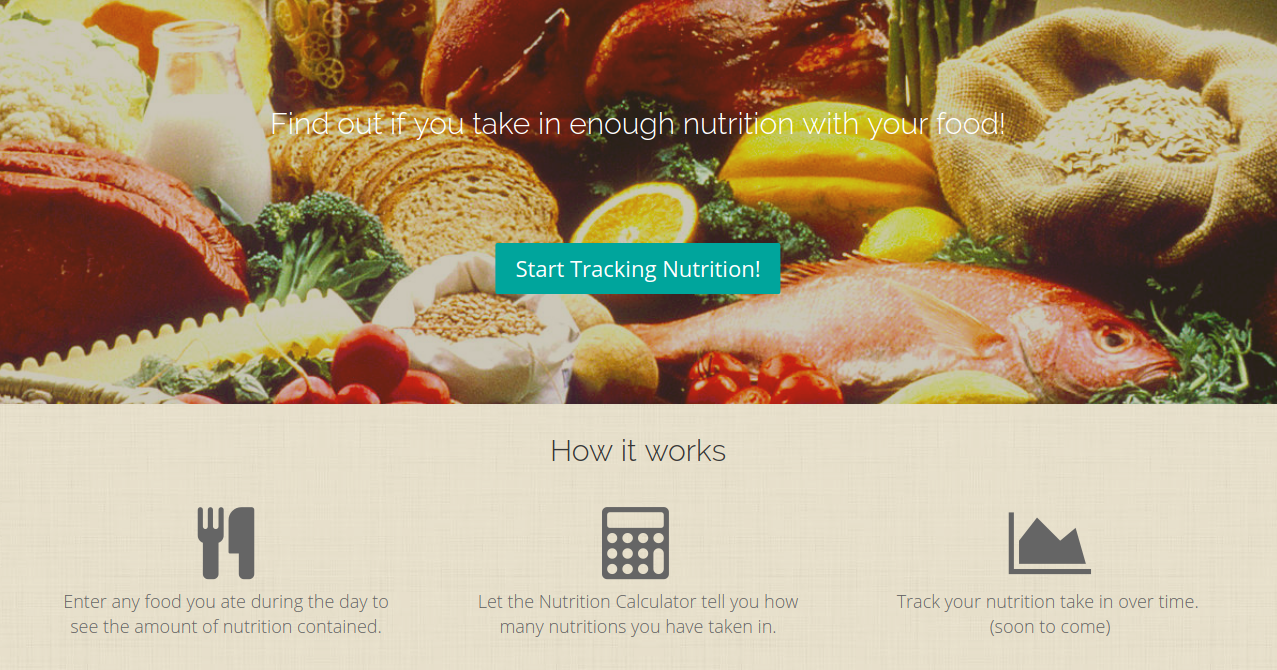 Find out if you take in enough nutrition with your food!
Start Tracking Nutrition!
How it works
Enter any food you ate during the day to
see the amount of nutrition contained.
Let the Nutrition Calculator tell you how
many nutritions you have taken in.
Track your nutrition take in over time.
(soon to come)